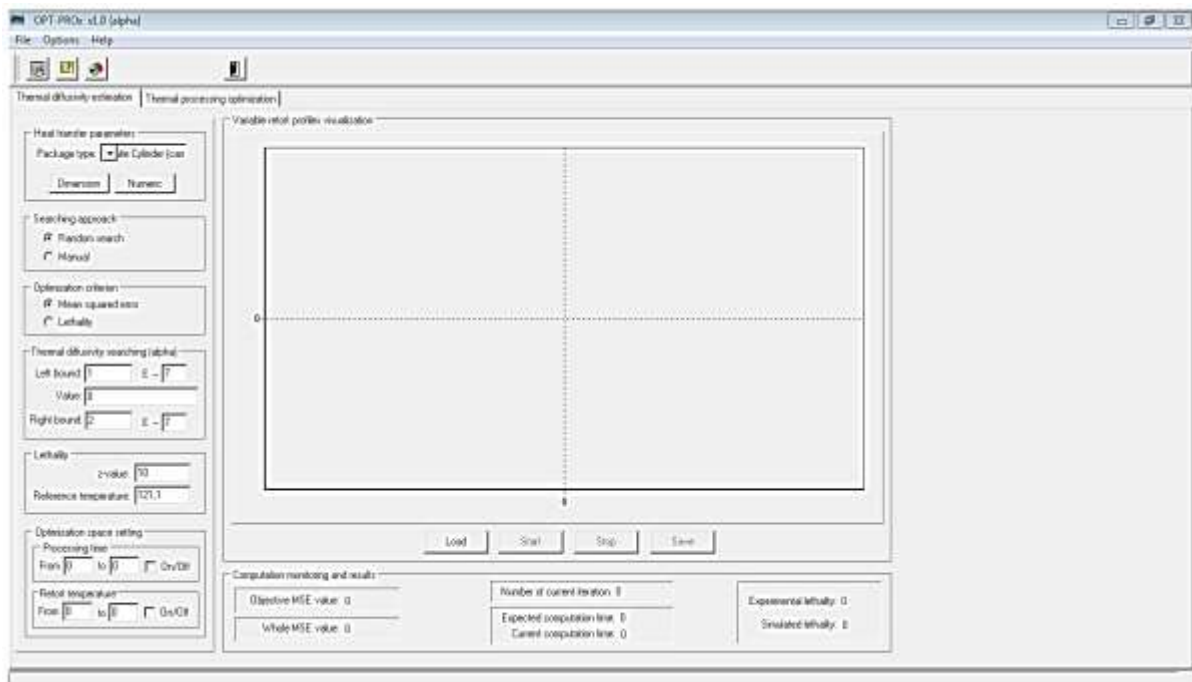 OPT-PROx v1.0 (alpha)
File Options Help
Thermal diffusivity estimation Thermal processing optimization
Heat transfer parameters
Package type: Cylinder (can
Dimension Numeric
Searching approach
Random search
Manual
Optimization criterion
Mean squared error
Lethality
Thermal diffusivity searching (alpha)
Left bound: 1 E - 7
Value: 0
Right bound: 2 E - 7
Lethality
z-value: 10
Reference temperature: 121,1
Optimization space setting
Processing time
From 0 to 0 On/Off
Retort temperature
From 0 to 0 On/Off
Variable retort profiles visualization
0
0
Load Start Stop Save
Computation monitoring and results
Objective MSE value: 0
Whole MSE value: 0
Number of current iteration: 0
Expected computation time: 0
Current computation time: 0
Experimental lethality: 0
Simulated lethality: 0